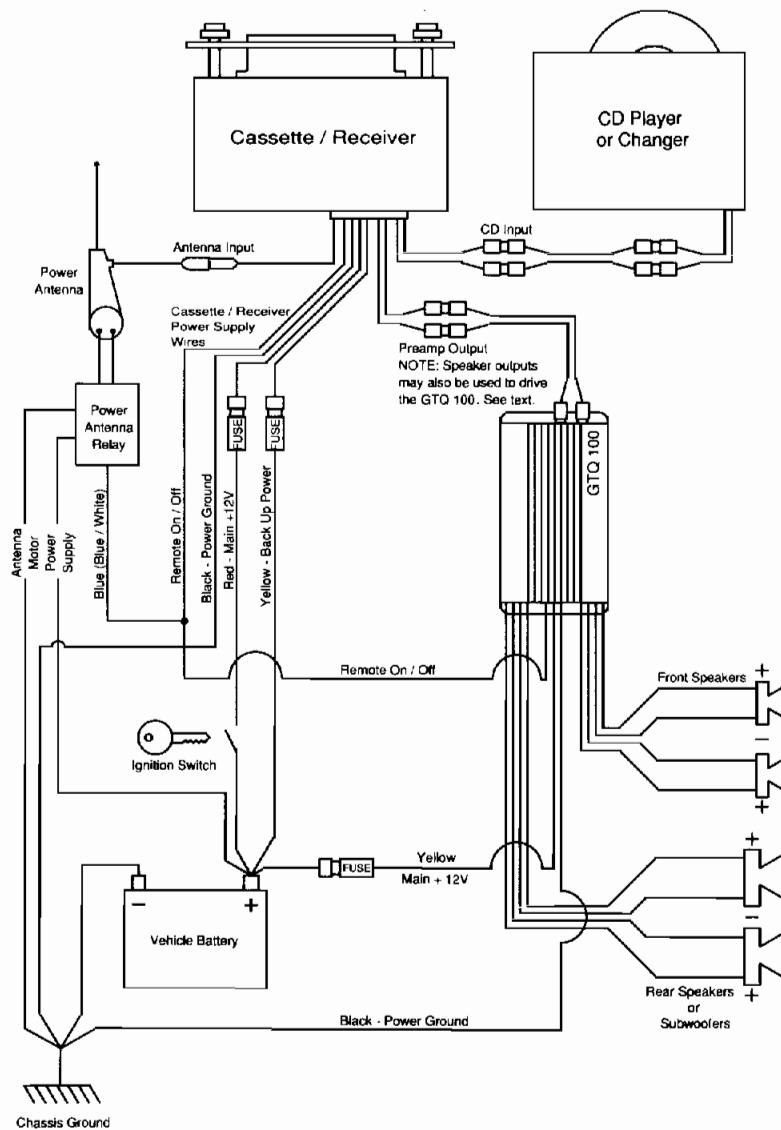 Cassette / Receiver
CD Player
or Changer
CD Input
Antenna Input
Power
Antenna
Cassette / Receiver
Power Supply
Wires
Preamp Output
NOTE: Speaker outputs
may also be used to drive
the GTQ 100. See text.
Power
Antenna
Relay
FUSE
FUSE
GTQ 100
Antenna
Motor
Power
Supply
Blue (Blue / White)
Remote On / Off
Black - Power Ground
Red - Main +12V
Yellow - Back Up Power
Remote On / Off
Front Speakers
+
−
+
Ignition Switch
Yellow
FUSE
Main + 12V
− +
Vehicle Battery
+
−
+
Rear Speakers
or
Subwoofers
Black - Power Ground
Chassis Ground